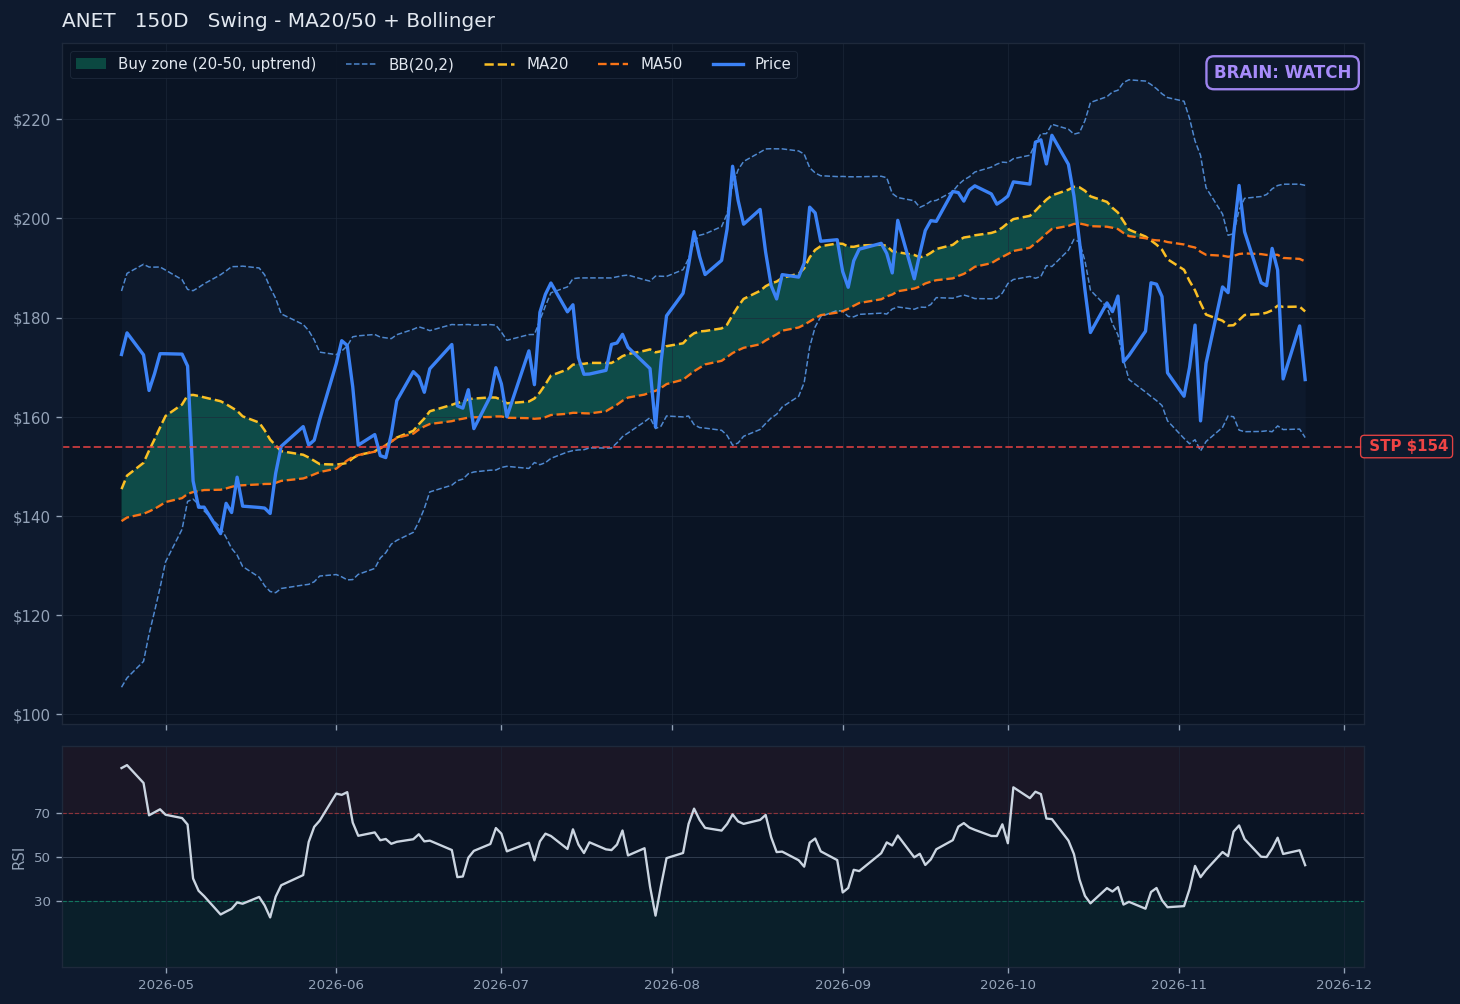 ANET   150D   Swing - MA20/50 + Bollinger
Buy zone (20-50, uptrend)   BB(20,2)   MA20   MA50   Price
BRAIN: WATCH
$220
$200
$180
$160
$140
$120
$100
STP $154
RSI
70
50
30
2026-05   2026-06   2026-07   2026-08   2026-09   2026-10   2026-11   2026-12